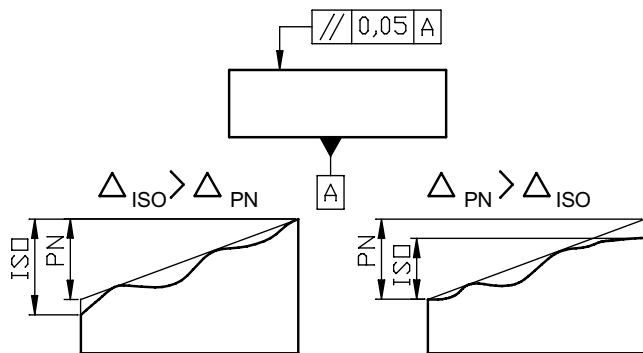 // 0,05 A
A
△ ISO > △ PN
△ PN > △ ISO
ISO
PN
PN
ISO